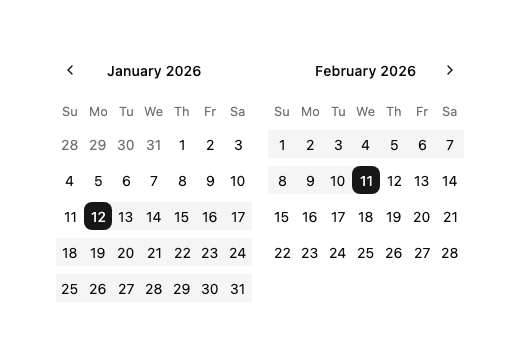 January 2026
Su Mo Tu We Th Fr Sa
28 29 30 31 1 2 3
4 5 6 7 8 9 10
11 12 13 14 15 16 17
18 19 20 21 22 23 24
25 26 27 28 29 30 31
February 2026
Su Mo Tu We Th Fr Sa
1 2 3 4 5 6 7
8 9 10 11 12 13 14
15 16 17 18 19 20 21
22 23 24 25 26 27 28